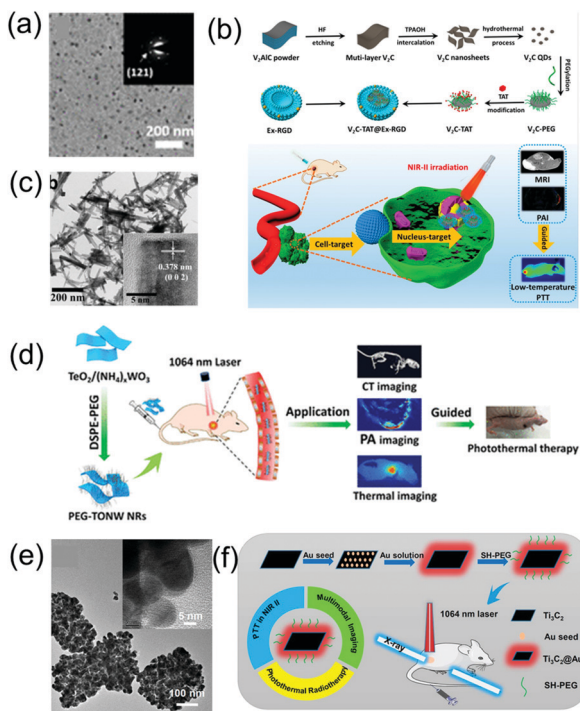 (a)
(121)
200 nm
(b)
HF
etching
TPAOH
intercalation
hydrothermal
process
V₂AlC powder
Muti-layer V₂C
V₂C nanosheets
V₂C QDs
PEGylation
TAT
modification
Ex-RGD
V₂C-TAT@Ex-RGD
V₂C-TAT
V₂C-PEG
NIR-II irradiation
Cell-target
Nucleus-target
MRI
PAI
Guided
Low-temperature
PTT
(c)
0.378 nm
(0 0 2)
200 nm
5 nm
(d)
TeO₂/(NH₄)ₓWO₃
DSPE-PEG
PEG-TONW NRs
1064 nm Laser
Application
CT imaging
PA imaging
Thermal imaging
Guided
Photothermal therapy
(e)
5 nm
100 nm
(f)
Au seed
Au solution
SH-PEG
PTT in NIR II
Multimodal Imaging
Photothermal Radiotherapy
1064 nm laser
X-ray
Ti₃C₂
Au seed
Ti₃C₂@Au
SH-PEG